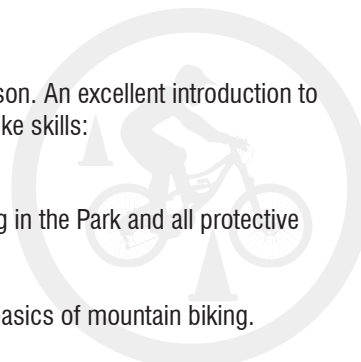 son. An excellent introduction to
ke skills:
g in the Park and all protective
asics of mountain biking.